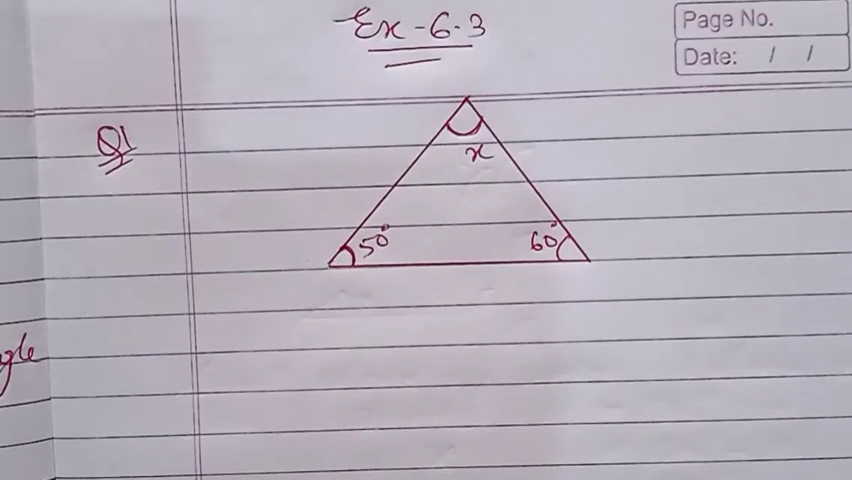 Ex-6.3
Page No.
Date: / /
Q1
x
50°
60°
gle